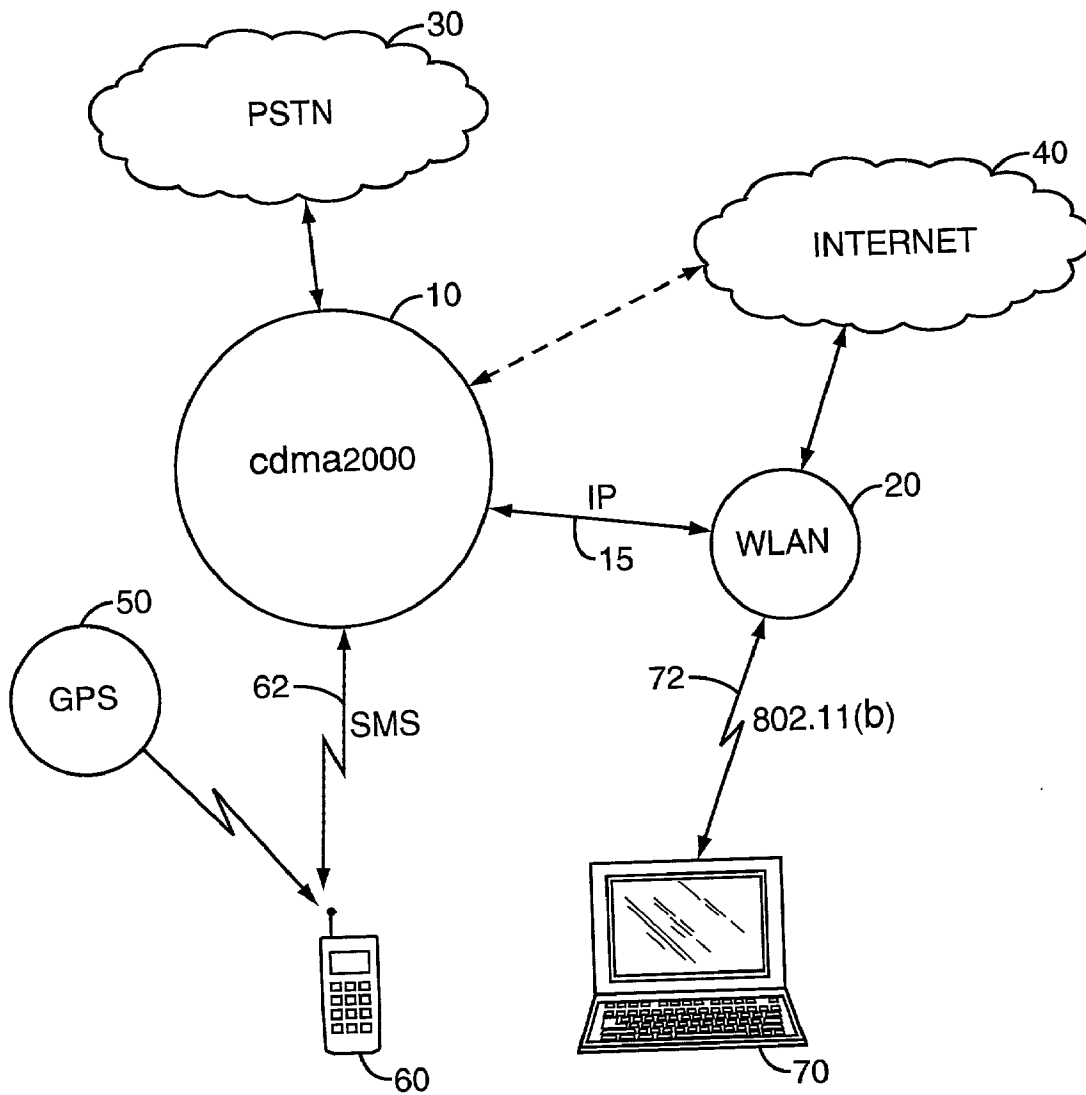 30
PSTN
40
INTERNET
10
cdma2000
IP
15
20
WLAN
50
GPS
62
SMS
72
802.11(b)
60
70